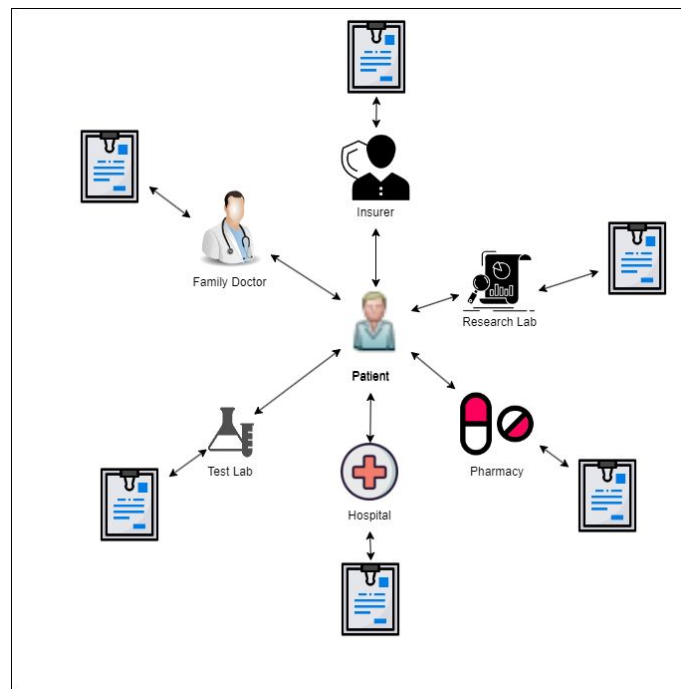 Insurer
Family Doctor
Research Lab
Patient
Test Lab
Pharmacy
Hospital